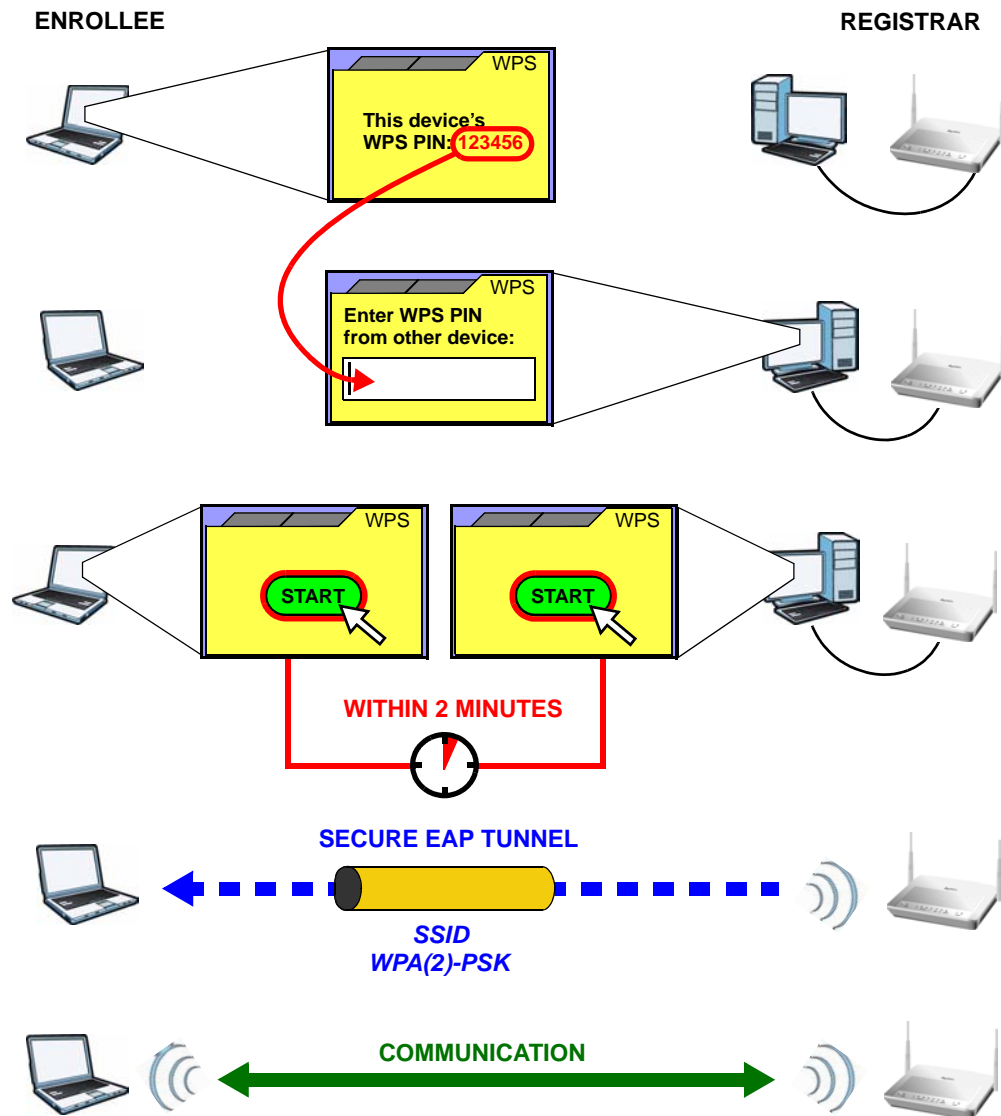 ENROLLEE
REGISTRAR
WPS
This device's
WPS PIN: 123456
WPS
Enter WPS PIN
from other device:
WPS
START
WPS
START
WITHIN 2 MINUTES
SECURE EAP TUNNEL
SSID
WPA(2)-PSK
COMMUNICATION